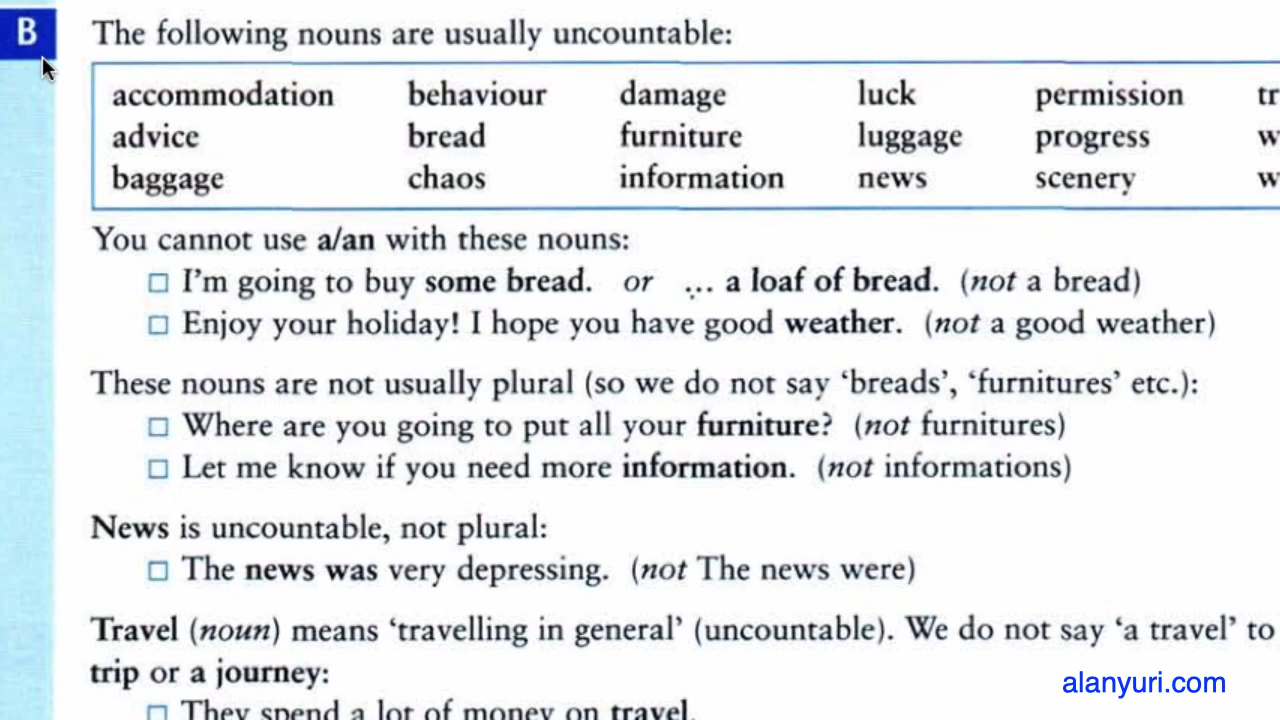 B
The following nouns are usually uncountable:
accommodation behaviour damage luck permission
advice bread furniture luggage progress
baggage chaos information news scenery
You cannot use a/an with these nouns:
□ I'm going to buy some bread. or ... a loaf of bread. (not a bread)
□ Enjoy your holiday! I hope you have good weather. (not a good weather)
These nouns are not usually plural (so we do not say 'breads', 'furnitures' etc.):
□ Where are you going to put all your furniture? (not furnitures)
□ Let me know if you need more information. (not informations)
News is uncountable, not plural:
□ The news was very depressing. (not The news were)
Travel (noun) means 'travelling in general' (uncountable). We do not say 'a travel' to
trip or a journey:
□ They spend a lot of money on travel.
alanyuri.com